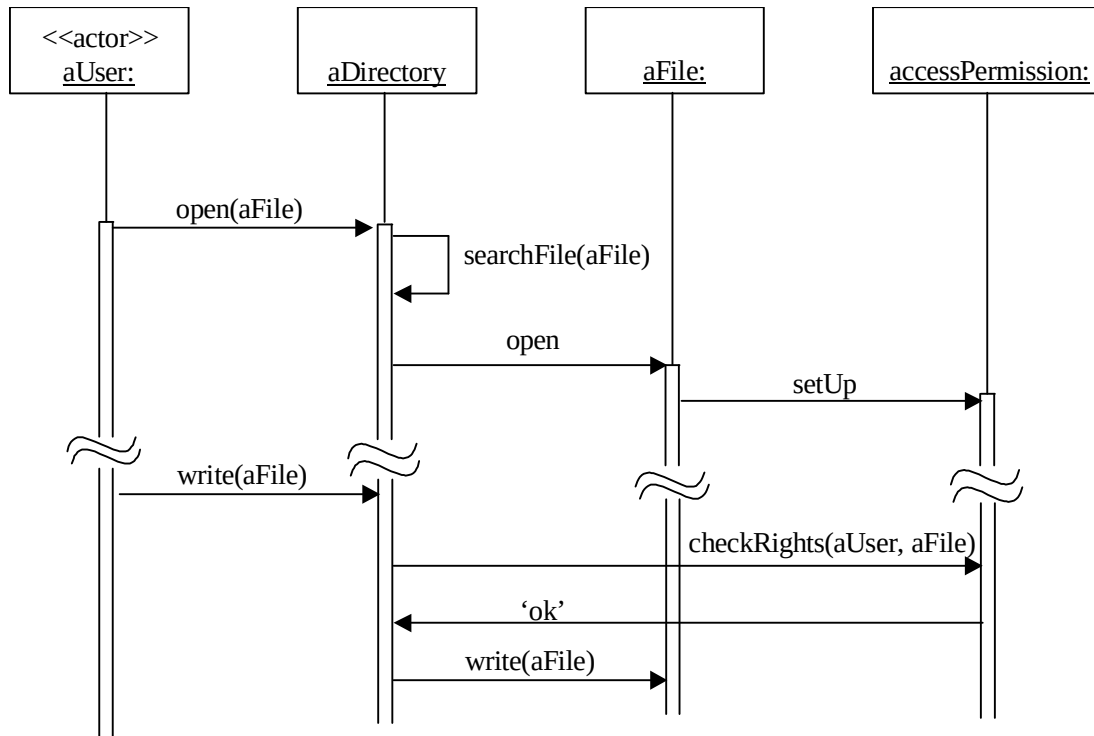 <<actor>>
aUser:
aDirectory
aFile:
accessPermission:
open(aFile)
searchFile(aFile)
open
setUp
write(aFile)
checkRights(aUser, aFile)
‘ok’
write(aFile)